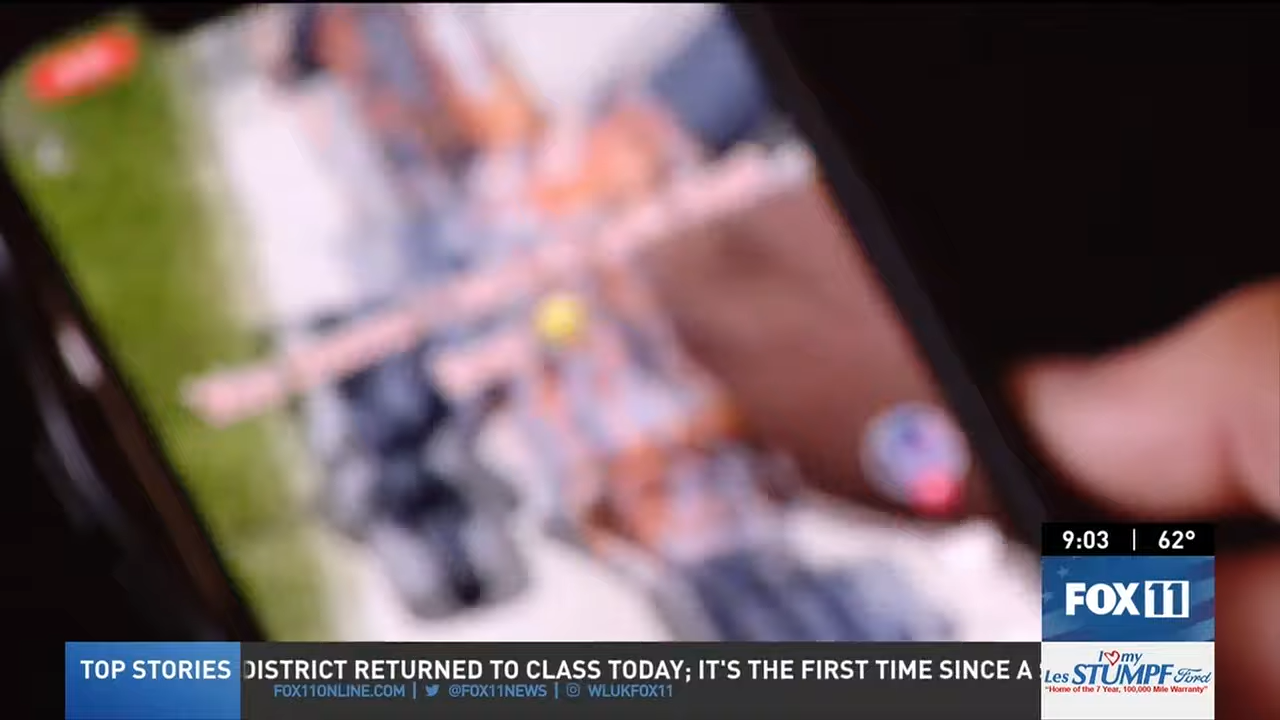 9:03 | 62°
FOX 11
TOP STORIES
DISTRICT RETURNED TO CLASS TODAY; IT'S THE FIRST TIME SINCE A
FOX11ONLINE.COM | @FOX11NEWS | WLUKFOX11
I my
Les STUMPF Ford
"Home of the 7 Year, 100,000 Mile Warranty"